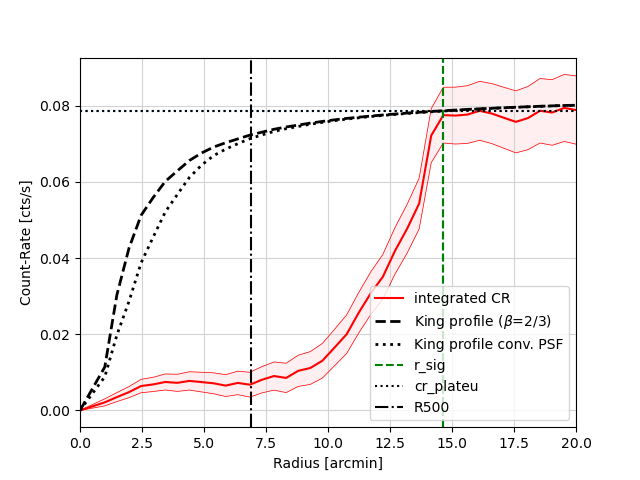 0.08
0.06
0.04
0.02
0.00
Count-Rate [cts/s]
integrated CR
King profile (β=2/3)
King profile conv. PSF
r_sig
cr_plateu
R500
0.0 2.5 5.0 7.5 10.0 12.5 15.0 17.5 20.0
Radius [arcmin]